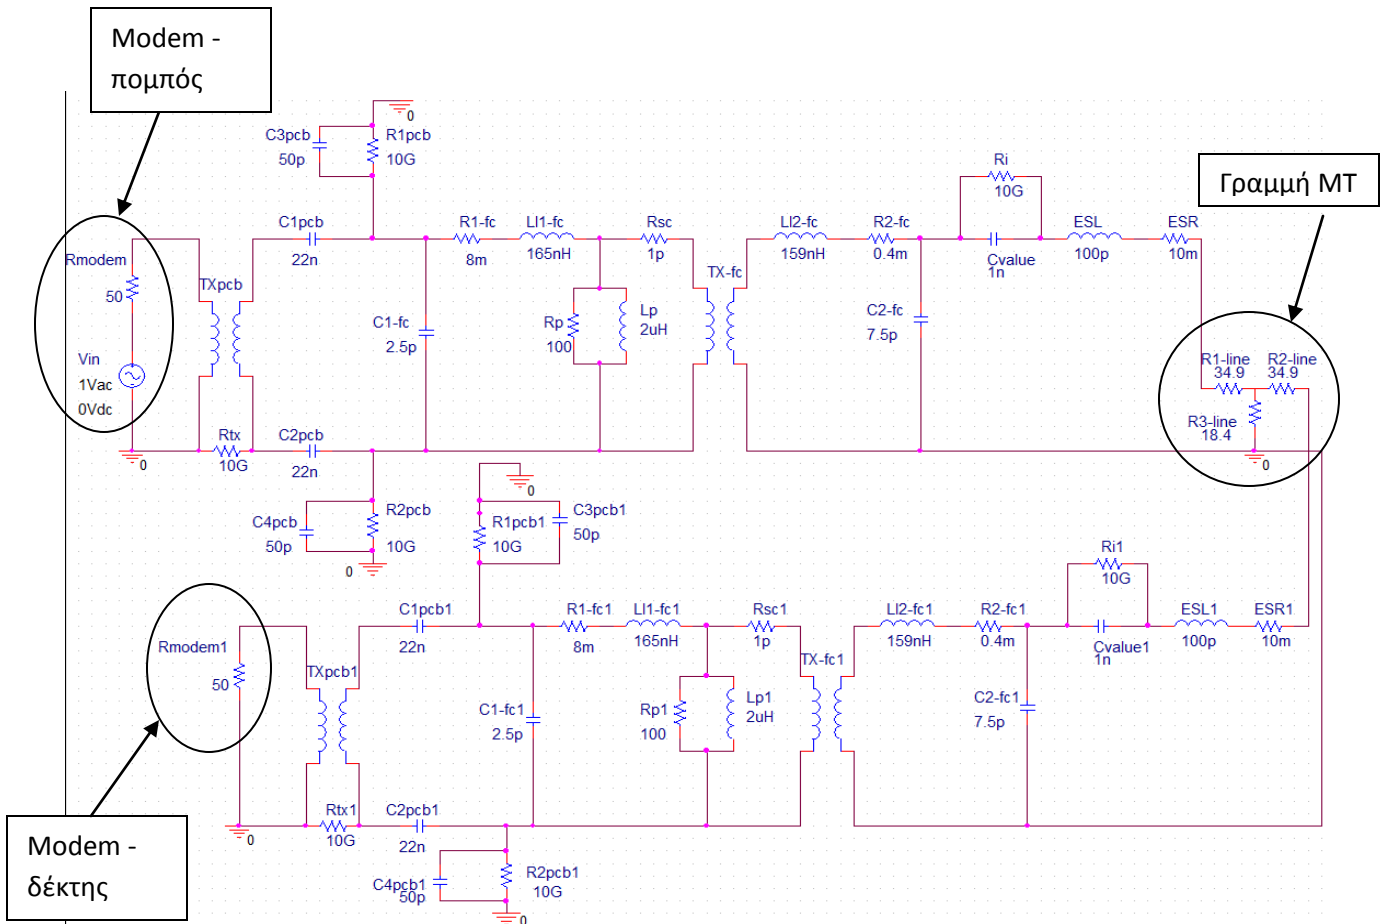 Modem -
πομπός
0
C3pcb
50p
R1pcb
10G
Ri
10G
Γραμμή ΜΤ
C1pcb
22n
R1-fc
8m
Ll1-fc
165nH
Rsc
1p
Ll2-fc
159nH
R2-fc
0.4m
Cvalue
1n
ESL
100p
ESR
10m
Rmodem
50
TXpcb
TX-fc
C1-fc
2.5p
Rp
100
Lp
2uH
C2-fc
7.5p
Vin
1Vac
0Vdc
R1-line
34.9
R2-line
34.9
R3-line
18.4
0
Rtx
10G
C2pcb
22n
0
0
C4pcb
50p
R2pcb
10G
0
R1pcb1
10G
C3pcb1
50p
Ri1
10G
C1pcb1
22n
R1-fc1
8m
Ll1-fc1
165nH
Rsc1
1p
Ll2-fc1
159nH
R2-fc1
0.4m
Cvalue1
1n
ESL1
100p
ESR1
10m
Rmodem1
50
TXpcb1
TX-fc1
C1-fc1
2.5p
Rp1
100
Lp1
2uH
C2-fc1
7.5p
Rtx1
10G
C2pcb1
22n
0
Modem -
δέκτης
C4pcb1
50p
R2pcb1
10G
0